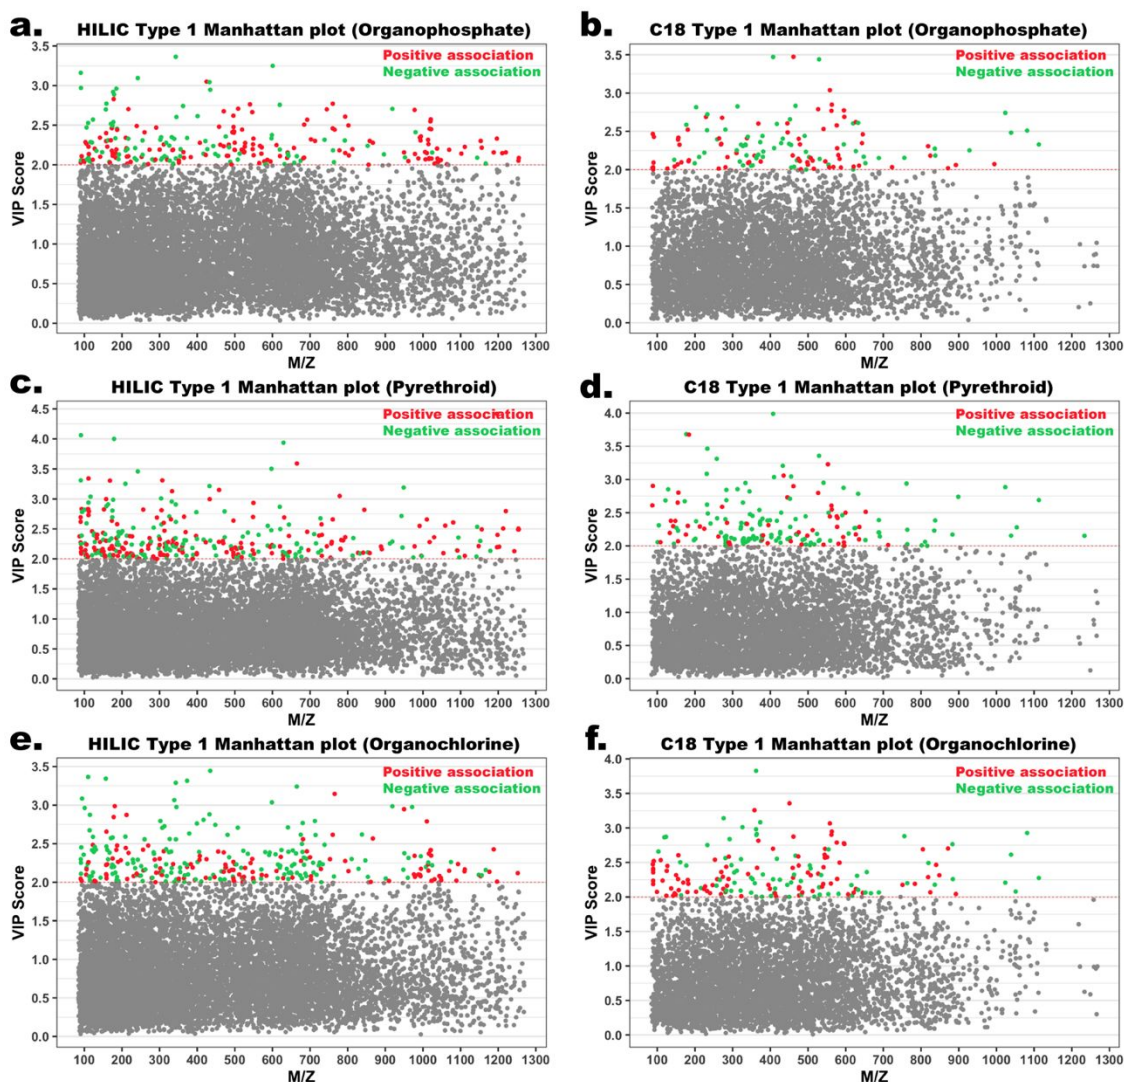 a.
HILIC Type 1 Manhattan plot (Organophosphate)
Positive association
Negative association
VIP Score
3.5
3.0
2.5
2.0
1.5
1.0
0.5
0.0
100 200 300 400 500 600 700 800 900 1000 1100 1200 1300
M/Z
b.
C18 Type 1 Manhattan plot (Organophosphate)
Positive association
Negative association
VIP Score
3.5
3.0
2.5
2.0
1.5
1.0
0.5
0.0
100 200 300 400 500 600 700 800 900 1000 1100 1200 1300
M/Z
c.
HILIC Type 1 Manhattan plot (Pyrethroid)
Positive association
Negative association
VIP Score
4.5
4.0
3.5
3.0
2.5
2.0
1.5
1.0
0.5
0.0
100 200 300 400 500 600 700 800 900 1000 1100 1200 1300
M/Z
d.
C18 Type 1 Manhattan plot (Pyrethroid)
Positive association
Negative association
VIP Score
4.0
3.5
3.0
2.5
2.0
1.5
1.0
0.5
0.0
100 200 300 400 500 600 700 800 900 1000 1100 1200 1300
M/Z
e.
HILIC Type 1 Manhattan plot (Organochlorine)
Positive association
Negative association
VIP Score
3.5
3.0
2.5
2.0
1.5
1.0
0.5
0.0
100 200 300 400 500 600 700 800 900 1000 1100 1200 1300
M/Z
f.
C18 Type 1 Manhattan plot (Organochlorine)
Positive association
Negative association
VIP Score
4.0
3.5
3.0
2.5
2.0
1.5
1.0
0.5
0.0
100 200 300 400 500 600 700 800 900 1000 1100 1200 1300
M/Z